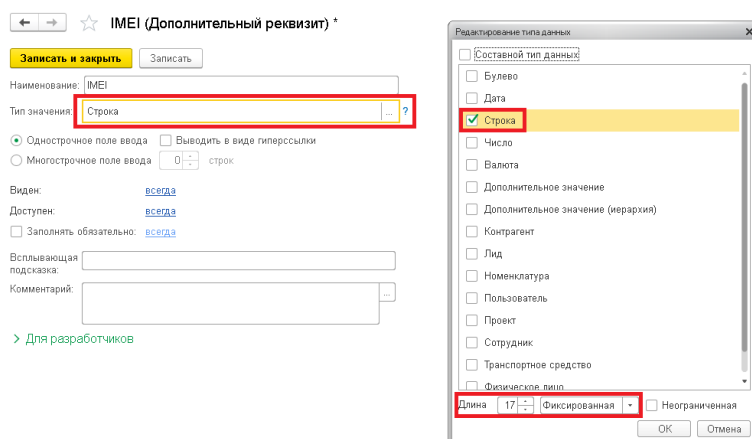 IMEI (Дополнительный реквизит) *
Записать и закрыть
Записать
Наименование: IMEI
Тип значения: Строка ... ?
Однострочное поле ввода Выводить в виде гиперссылки
Многострочное поле ввода 0 строк
Виден: всегда
Доступен: всегда
Заполнять обязательно: всегда
Всплывающая
подсказка:
Комментарий: ...
Для разработчиков
Редактирование типа данных
Составной тип данных
Булево
Дата
Строка
Число
Валюта
Дополнительное значение
Дополнительное значение (иерархия)
Контрагент
Лид
Номенклатура
Пользователь
Проект
Сотрудник
Транспортное средство
Физическое лицо
Длина 17 Фиксированная Неограниченная
ОК Отмена